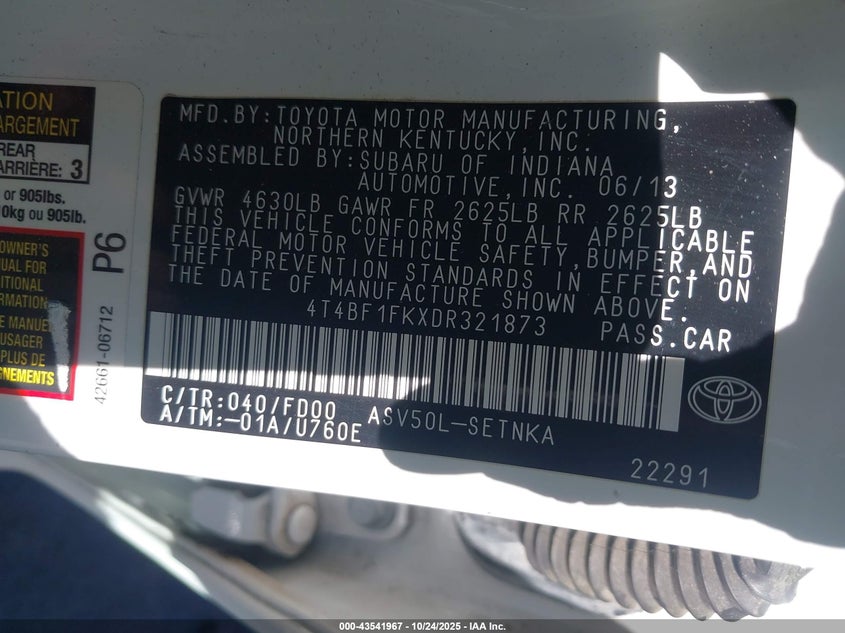 ATION
ARGEMENT
REAR
ARRIÈRE: 3
or 905lbs.
0kg ou 905lb.
OWNER'S
UAL FOR
ITIONAL
ORMATION
E MANUEL
USAGER
PLUS DE
GNEMENTS
P6
42661-06712
MFD.BY:TOYOTA MOTOR MANUFACTURING,
NORTHERN KENTUCKY,INC.
ASSEMBLED BY:SUBARU OF INDIANA
AUTOMOTIVE,INC. 06/13
GVWR 4630LB GAWR FR 2625LB RR 2625LB
THIS VEHICLE CONFORMS TO ALL APPLICABLE
FEDERAL MOTOR VEHICLE SAFETY,BUMPER,AND
THEFT PREVENTION STANDARDS IN EFFECT ON
THE DATE OF MANUFACTURE SHOWN ABOVE.
4T4BF1FKXDR321873 PASS.CAR
C/TR:040/FD00 ASV50L-SETNKA
A/TM:-01A/U760E
22291
000-43541967 - 10/24/2025 - IAA Inc.